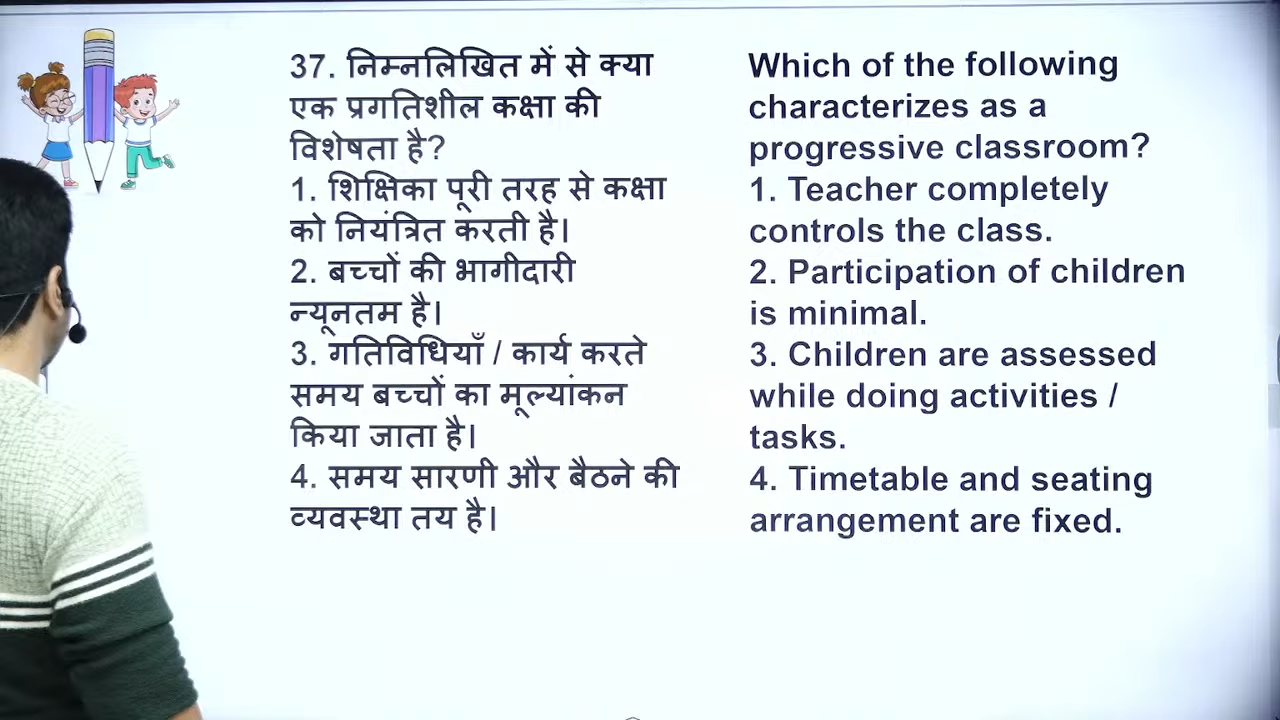 37. निम्नलिखित में से क्या
एक प्रगतिशील कक्षा की
विशेषता है?
1. शिक्षिका पूरी तरह से कक्षा
को नियंत्रित करती है।
2. बच्चों की भागीदारी
न्यूनतम है।
3. गतिविधियाँ / कार्य करते
समय बच्चों का मूल्यांकन
किया जाता है।
4. समय सारणी और बैठने की
व्यवस्था तय है।
Which of the following
characterizes as a
progressive classroom?
1. Teacher completely
controls the class.
2. Participation of children
is minimal.
3. Children are assessed
while doing activities /
tasks.
4. Timetable and seating
arrangement are fixed.